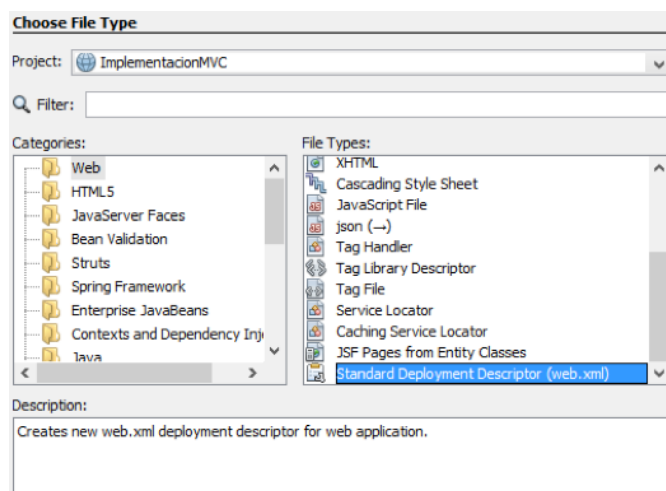 Choose File Type
Project: ImplementacionMVC
Filter:
Categories:
Web
HTML5
JavaServer Faces
Bean Validation
Struts
Spring Framework
Enterprise JavaBeans
Contexts and Dependency Inj
Java
File Types:
XHTML
Cascading Style Sheet
JavaScript File
json (→)
Tag Handler
Tag Library Descriptor
Tag File
Service Locator
Caching Service Locator
JSF Pages from Entity Classes
Standard Deployment Descriptor (web.xml)
Description:
Creates new web.xml deployment descriptor for web application.